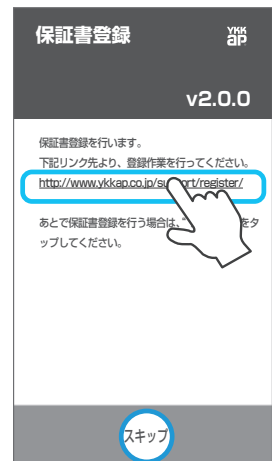 保証書登録
YKK
ap
v2.0.0
保証書登録を行います。
下記リンク先より、登録作業を行ってください。
http://www.ykkap.co.jp/su ort/register/
あとで保証書登録を行う場合は、" をタ
ップしてください。
スキップ